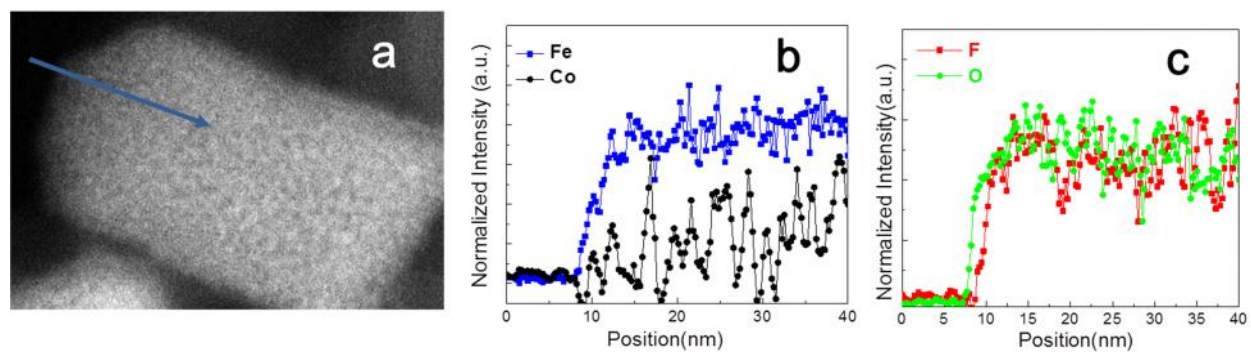 a
b
Fe
Co
Normalized Intensity (a.u.)
0 10 20 30 40
Position(nm)
c
F
O
Normalized Intensity(a.u.)
0 5 10 15 20 25 30 35 40
Position(nm)